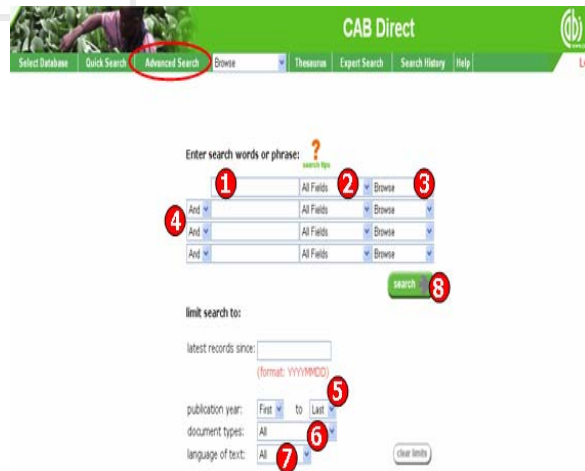 CAB Direct
cab
Select Database Quick Search Advanced Search Browse Thesaurus Expert Search Search History Help
Enter search words or phrase: ?
search tips
1 All Fields 2 Browse 3
4 And All Fields Browse
And All Fields Browse
And All Fields Browse
search 8
limit search to:
latest records since:
(format: YYYYMMDD)
5
publication year: First to Last
document types: All 6
language of text: All 7 clear limits